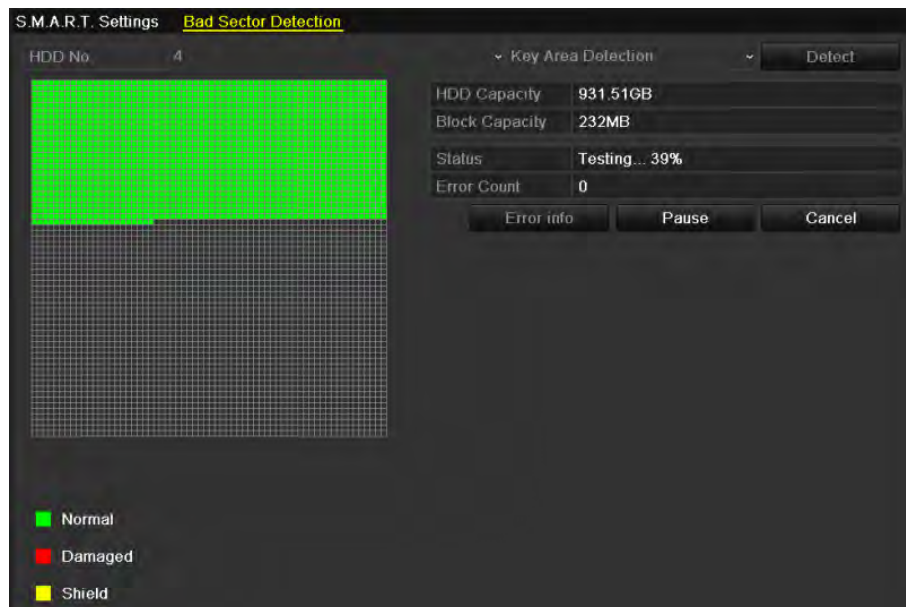 S.M.A.R.T. Settings Bad Sector Detection
HDD No. 4 Key Area Detection Detect
HDD Capacity 931.51GB
Block Capacity 232MB
Status Testing... 39%
Error Count 0
Error info Pause Cancel
Normal
Damaged
Shield